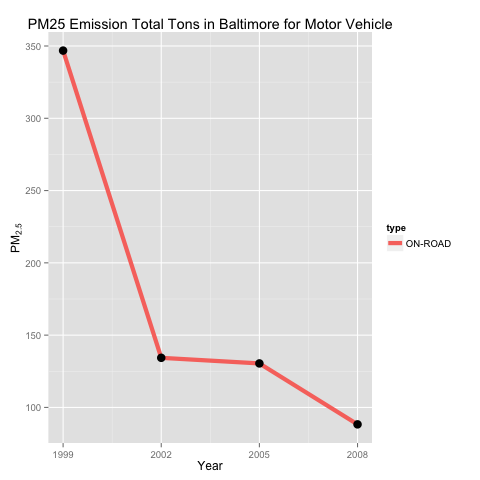 PM25 Emission Total Tons in Baltimore for Motor Vehicle
350
300
250
200
150
100
PM2.5
1999
2002
2005
2008
Year
type
ON-ROAD